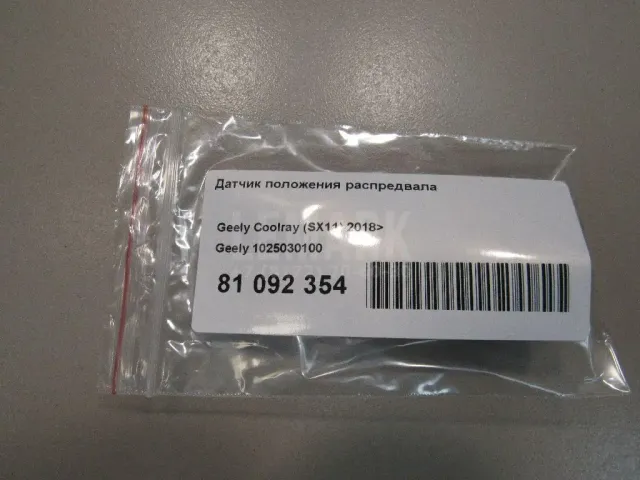 Датчик положения распредвала
Geely Coolray (SX11) 2018>
Geely 1025030100
81 092 354